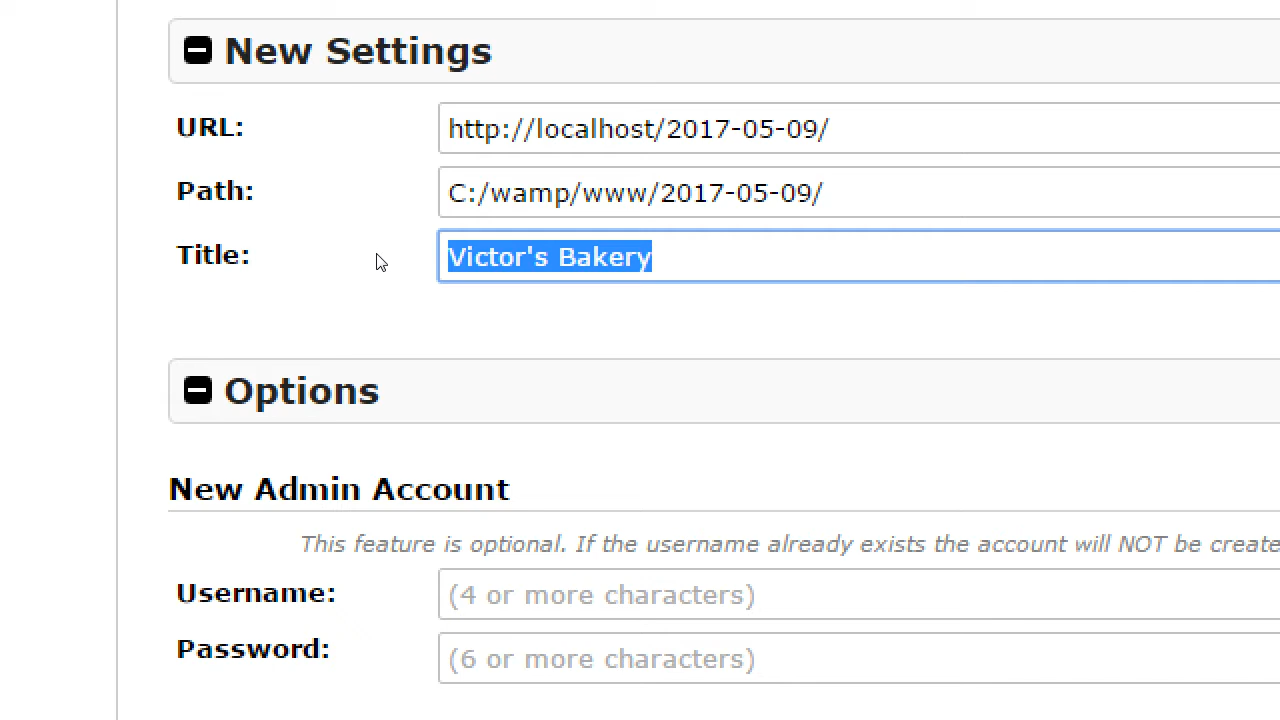 New Settings
URL: http://localhost/2017-05-09/
Path: C:/wamp/www/2017-05-09/
Title: Victor's Bakery
Options
New Admin Account
This feature is optional. If the username already exists the account will NOT be create
Username: (4 or more characters)
Password: (6 or more characters)